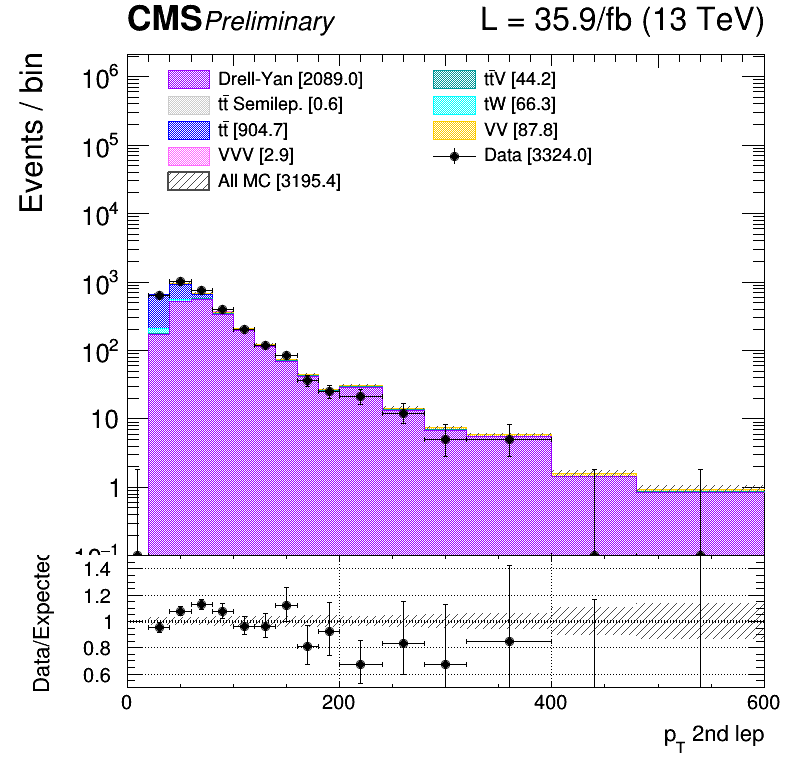 CMS Preliminary L = 35.9/fb (13 TeV)
Events / bin
Drell-Yan [2089.0]
tt̄ Semilep. [0.6]
tt̄ [904.7]
VVV [2.9]
All MC [3195.4]
tt̄V [44.2]
tW [66.3]
VV [87.8]
Data [3324.0]
10⁶
10⁵
10⁴
10³
10²
10
1
10⁻¹
Data/Expected
1.4
1.2
1
0.8
0.6
0 200 400 600
p_T 2nd lep